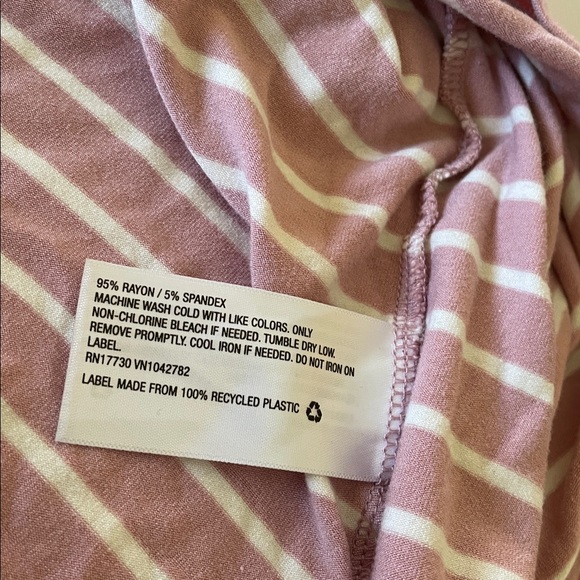 95% RAYON / 5% SPANDEX
MACHINE WASH COLD WITH LIKE COLORS. ONLY
NON-CHLORINE BLEACH IF NEEDED. TUMBLE DRY LOW.
REMOVE PROMPTLY. COOL IRON IF NEEDED. DO NOT IRON ON
LABEL.
RN17730 VN1042782
LABEL MADE FROM 100% RECYCLED PLASTIC